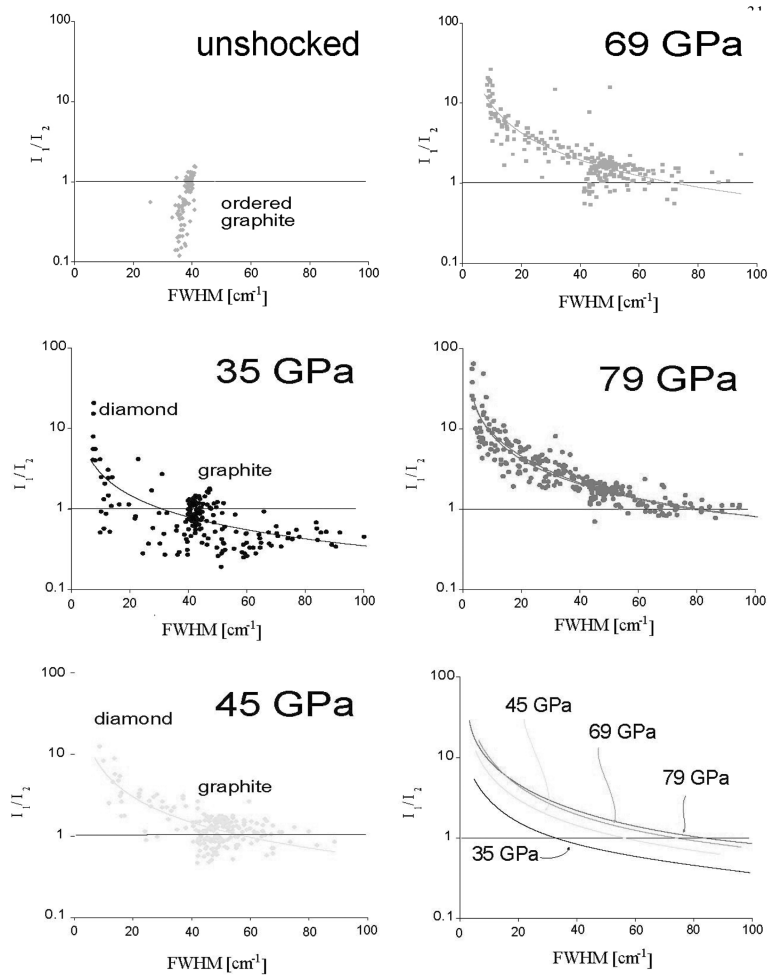 unshocked
100
10
1
0.1
I₁/I₂
ordered
graphite
0 20 40 60 80 100
FWHM [cm⁻¹]
69 GPa
100
10
1
0.1
I₁/I₂
0 20 40 60 80 100
FWHM [cm⁻¹]
35 GPa
100
diamond
10
graphite
1
0.1
I₁/I₂
0 20 40 60 80 100
FWHM [cm⁻¹]
79 GPa
100
10
1
0.1
I₁/I₂
0 20 40 60 80 100
FWHM [cm⁻¹]
45 GPa
100
diamond
10
graphite
1
0.1
I₁/I₂
0 20 40 60 80 100
FWHM [cm⁻¹]
100
45 GPa
69 GPa
10
79 GPa
1
35 GPa
0.1
I₁/I₂
0 20 40 60 80 100
FWHM [cm⁻¹]